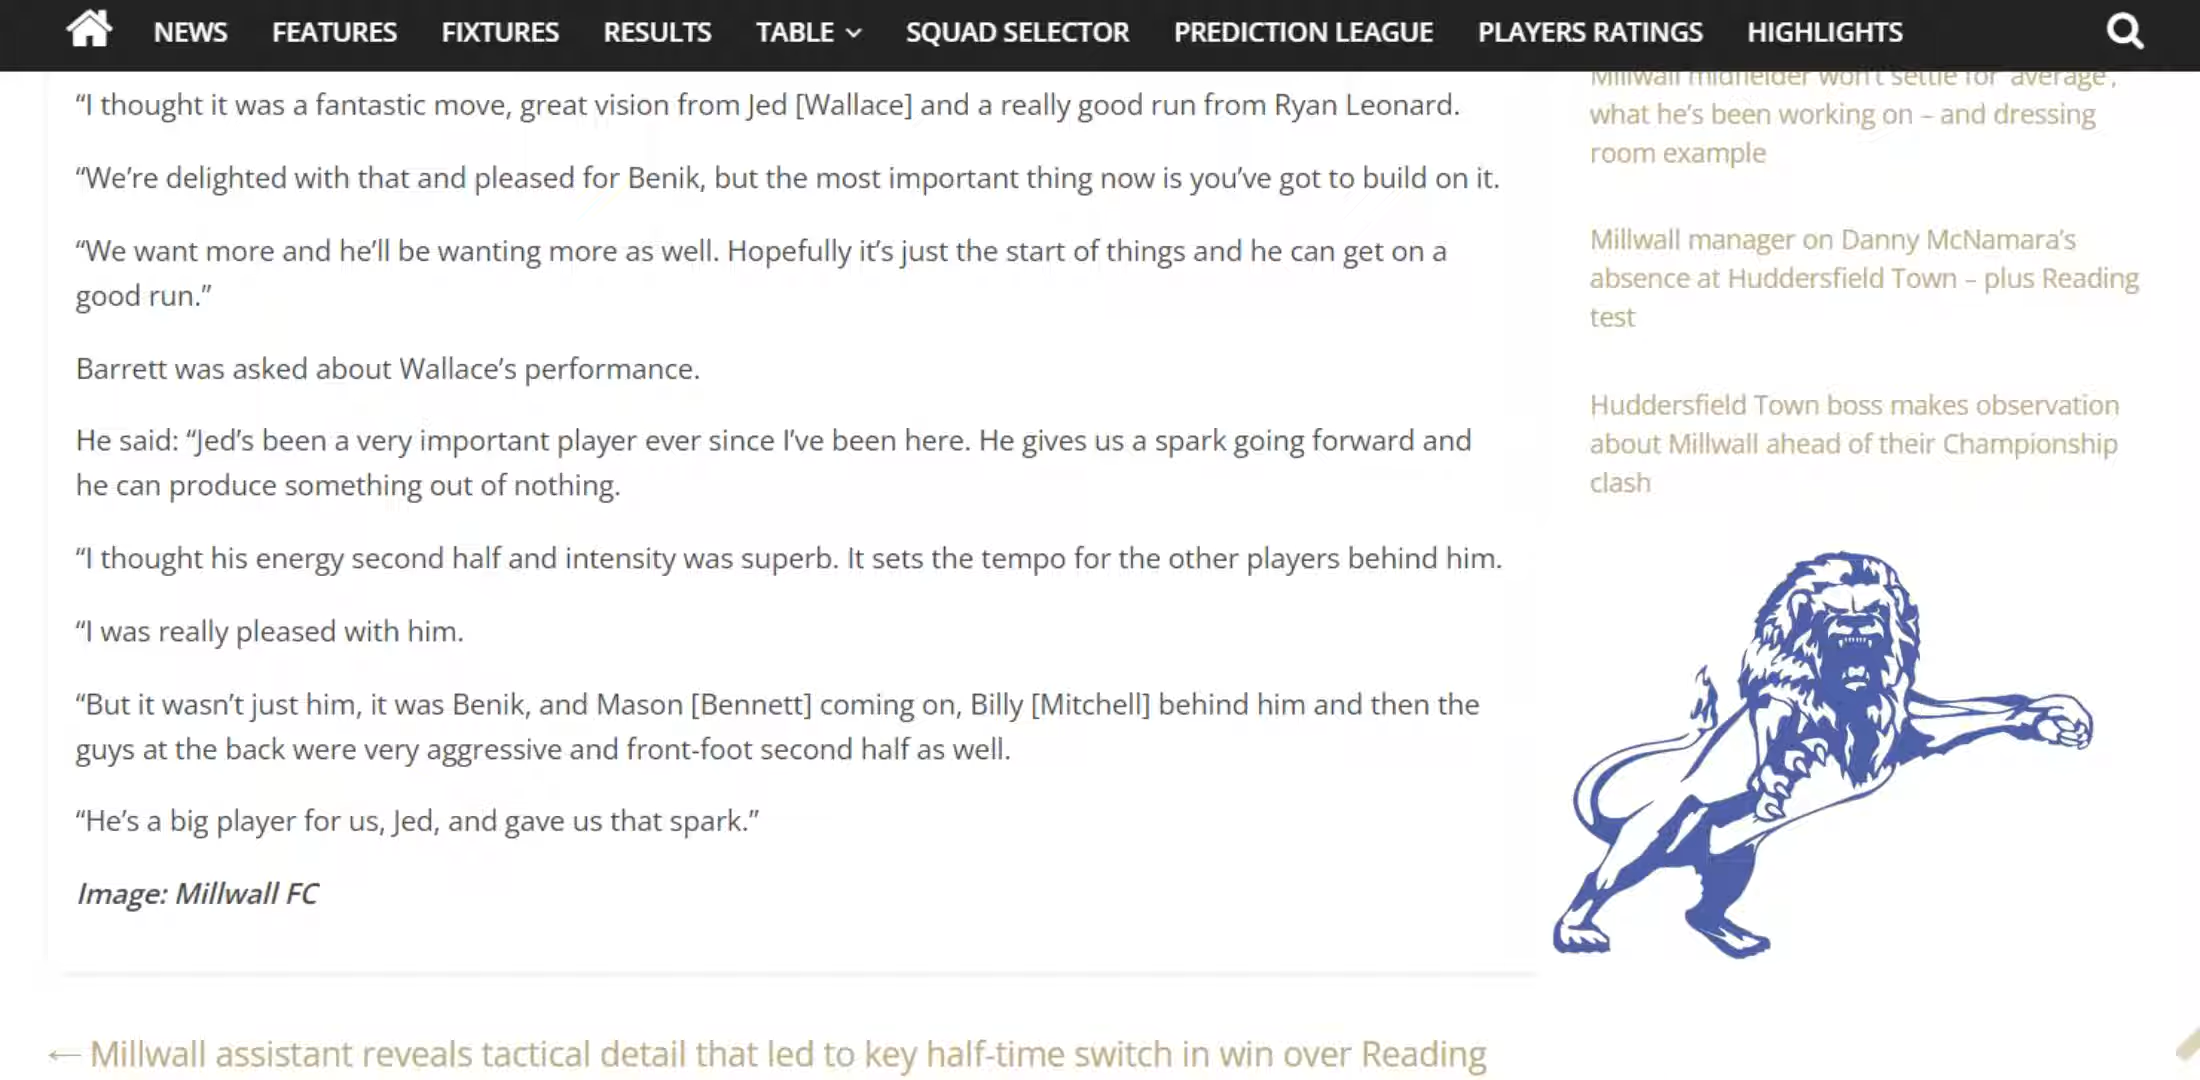 NEWS FEATURES FIXTURES RESULTS TABLE SQUAD SELECTOR PREDICTION LEAGUE PLAYERS RATINGS HIGHLIGHTS
“I thought it was a fantastic move, great vision from Jed [Wallace] and a really good run from Ryan Leonard.
“We’re delighted with that and pleased for Benik, but the most important thing now is you’ve got to build on it.
“We want more and he’ll be wanting more as well. Hopefully it’s just the start of things and he can get on a
good run.”
Barrett was asked about Wallace’s performance.
He said: “Jed’s been a very important player ever since I’ve been here. He gives us a spark going forward and
he can produce something out of nothing.
“I thought his energy second half and intensity was superb. It sets the tempo for the other players behind him.
“I was really pleased with him.
“But it wasn’t just him, it was Benik, and Mason [Bennett] coming on, Billy [Mitchell] behind him and then the
guys at the back were very aggressive and front-foot second half as well.
“He’s a big player for us, Jed, and gave us that spark.”
Image: Millwall FC
← Millwall assistant reveals tactical detail that led to key half-time switch in win over Reading
Millwall midfielder won’t settle for ‘average’,
what he’s been working on – and dressing
room example
Millwall manager on Danny McNamara’s
absence at Huddersfield Town – plus Reading
test
Huddersfield Town boss makes observation
about Millwall ahead of their Championship
clash